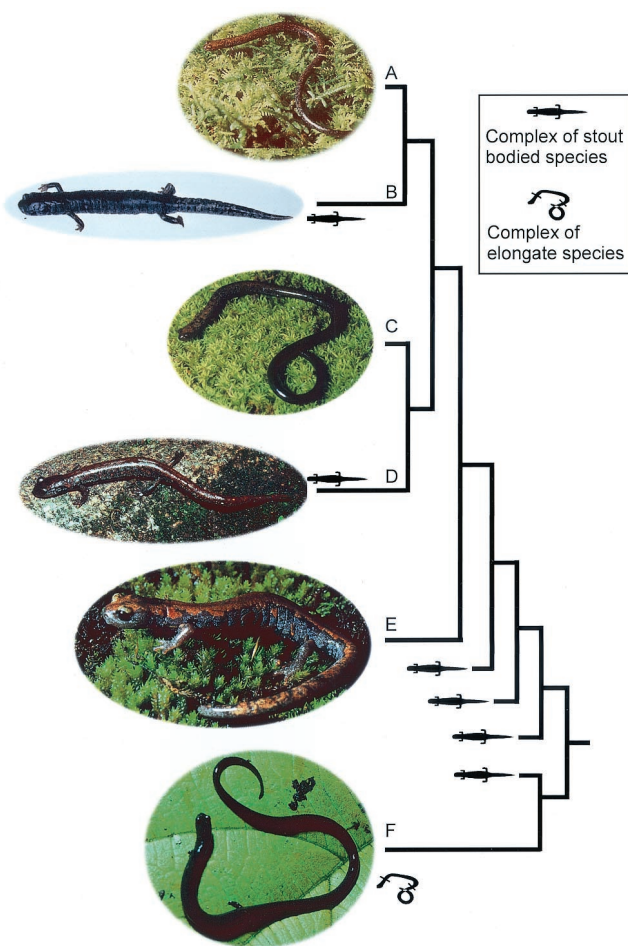 A
B
C
D
E
F
Complex of stout
bodied species
Complex of
elongate species